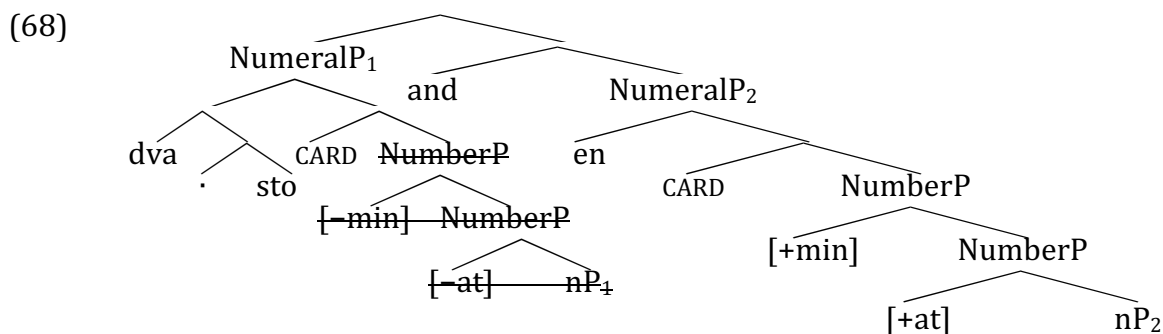 (68)
NumeralP₁
and NumeralP₂
dva CARD NumberP en
· sto CARD NumberP
[−min] NumberP
[+min] NumberP
[−at] nP₁
[+at] nP₂